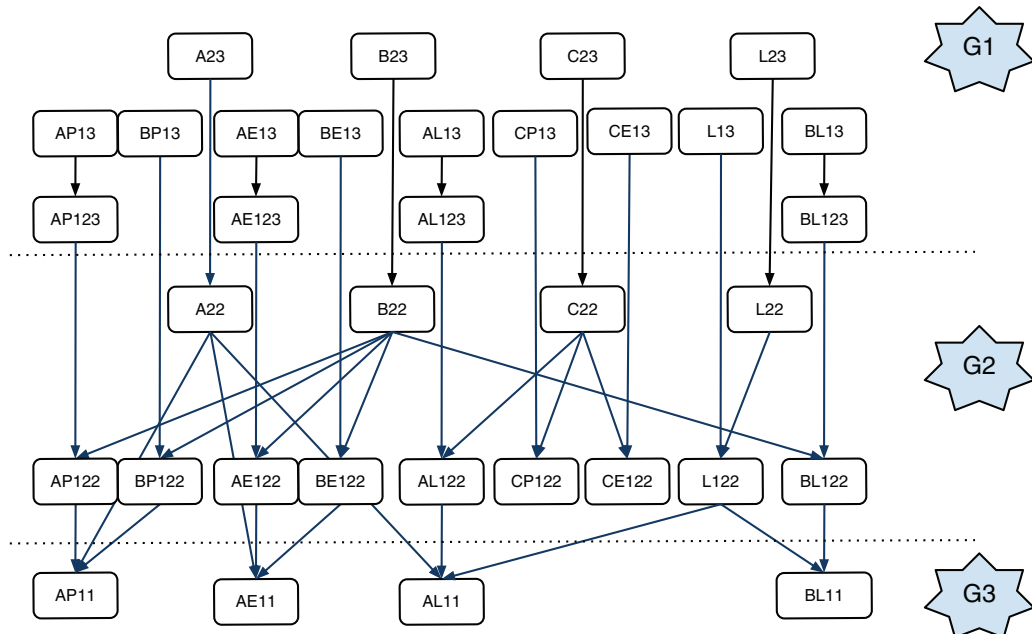 A23 B23 C23 L23 G1
AP13 BP13 AE13 BE13 AL13 CP13 CE13 L13 BL13
AP123 AE123 AL123 BL123
A22 B22 C22 L22
G2
AP122 BP122 AE122 BE122 AL122 CP122 CE122 L122 BL122
AP11 AE11 AL11 BL11 G3